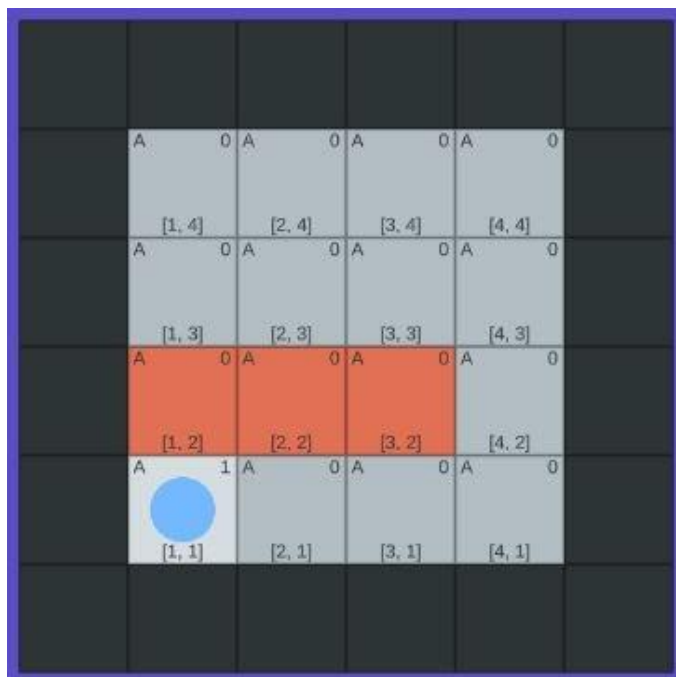 A 0 A 0 A 0 A 0
[1, 4] [2, 4] [3, 4] [4, 4]
A 0 A 0 A 0 A 0
[1, 3] [2, 3] [3, 3] [4, 3]
A 0 A 0 A 0 A 0
[1, 2] [2, 2] [3, 2] [4, 2]
A 1 A 0 A 0 A 0
[1, 1] [2, 1] [3, 1] [4, 1]